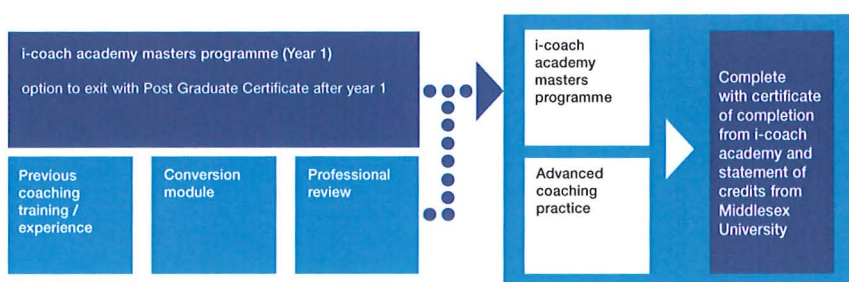 i-coach academy masters programme (Year 1)
option to exit with Post Graduate Certificate after year 1
Previous
coaching
training /
experience
Conversion
module
Professional
review
i-coach
academy
masters
programme
Advanced
coaching
practice
Complete
with certificate
of completion
from i-coach
academy and
statement of
credits from
Middlesex
University